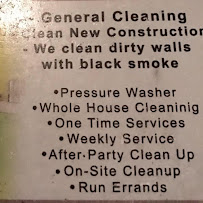 General Cleaning
Clean New Construction
- We clean dirty walls
with black smoke
•Pressure Washer
•Whole House Cleaninig
•One Time Services
•Weekly Service
•After-Party Clean Up
•On-Site Cleanup
•Run Errands